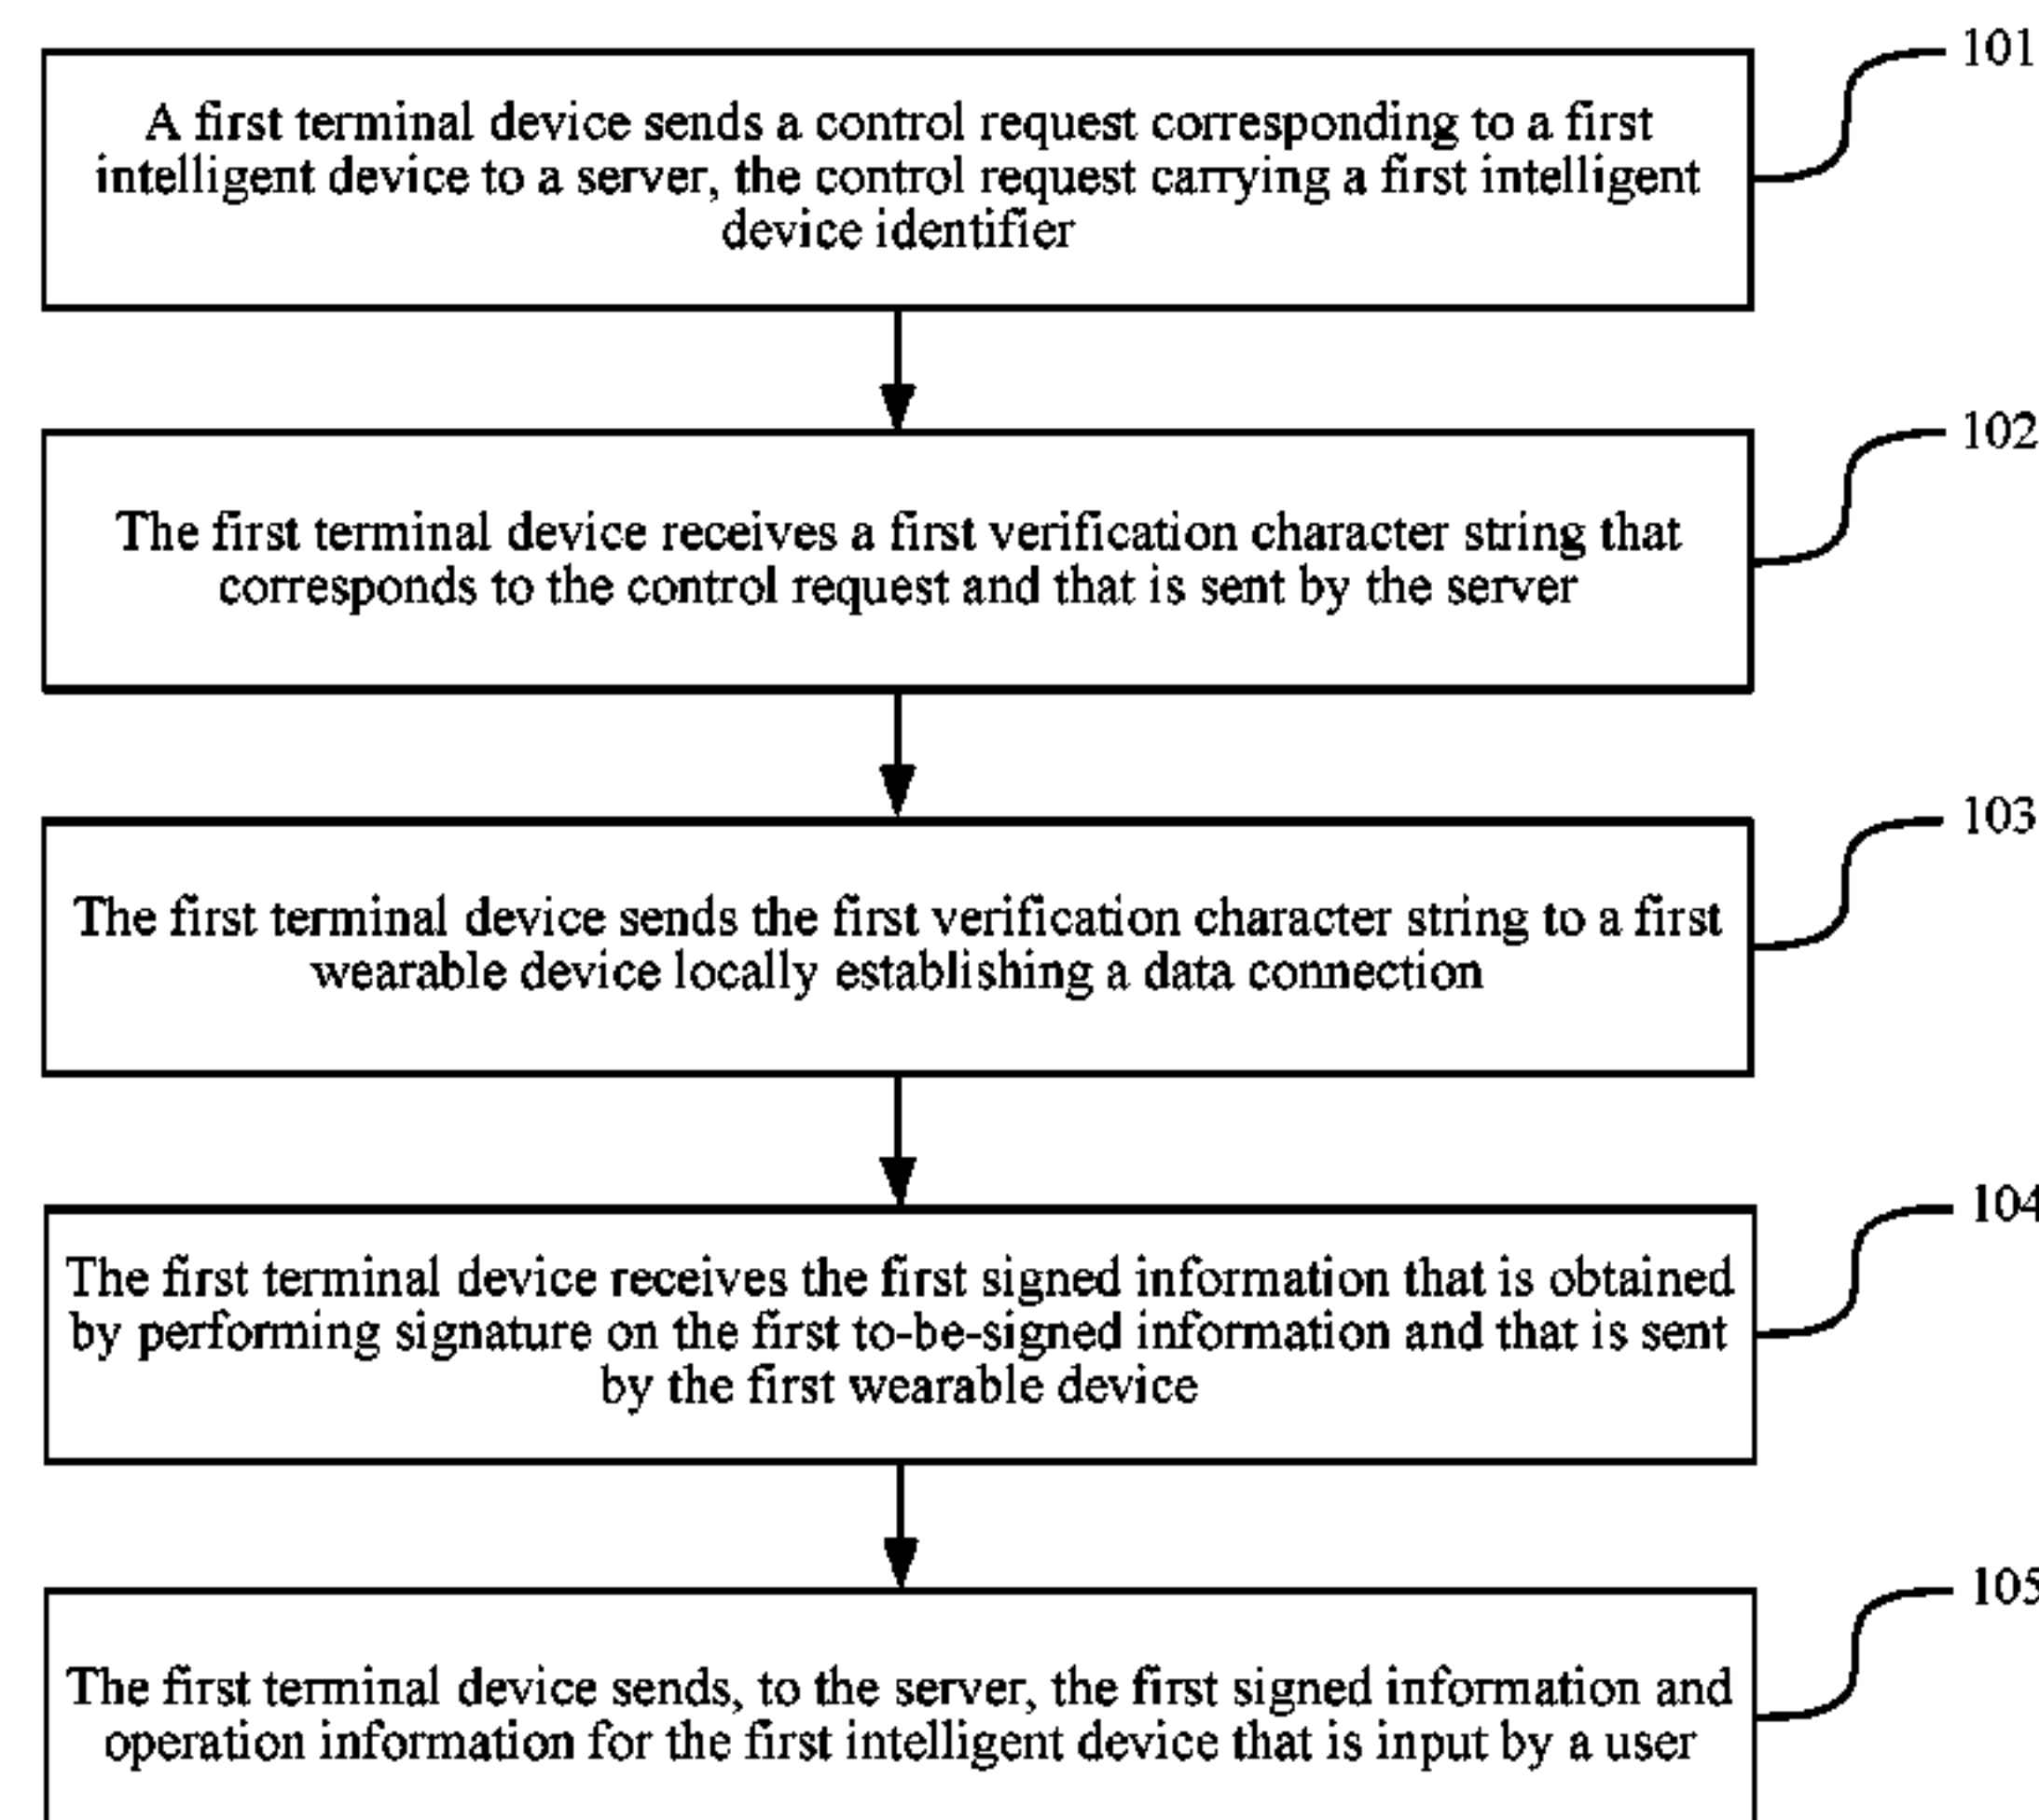 101
A first terminal device sends a control request corresponding to a first
intelligent device to a server, the control request carrying a first intelligent
device identifier
102
The first terminal device receives a first verification character string that
corresponds to the control request and that is sent by the server
103
The first terminal device sends the first verification character string to a first
wearable device locally establishing a data connection
104
The first terminal device receives the first signed information that is obtained
by performing signature on the first to-be-signed information and that is sent
by the first wearable device
105
The first terminal device sends, to the server, the first signed information and
operation information for the first intelligent device that is input by a user